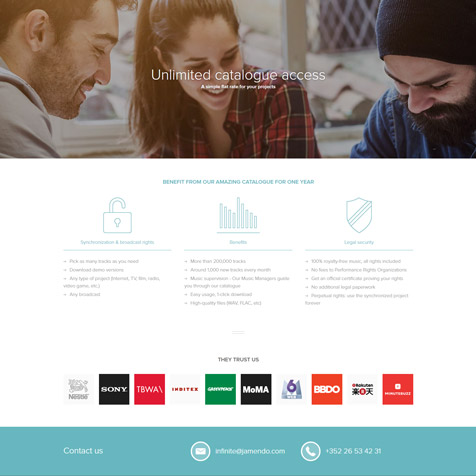 Unlimited catalogue access
A simple flat rate for your projects
BENEFIT FROM OUR AMAZING CATALOGUE FOR ONE YEAR
Synchronization & broadcast rights
Pick as many tracks as you need
Download demo versions
Any type of project (Internet, TV, film, radio,
video game, etc.)
Any broadcast
Benefits
More than 200,000 tracks
Around 1,000 new tracks every month
Music supervision - Our Music Managers guide
you through our catalogue
Easy usage, 1-click download
High-quality files (WAV, FLAC, etc)
Legal security
100% royalty-free music, all rights included
No fees to Performance Rights Organizations
Get an official certificate proving your rights
No additional legal paperwork
Perpetual rights: use the synchronized project
forever
THEY TRUST US
Nestlé
SONY
TBWA\
INDITEX
GREENPEACE
MoMA
M6
WEB
BBDO
Rakuten
楽天
MINUTEBUZZ
Contact us
infinite@jamendo.com
+352 26 53 42 31